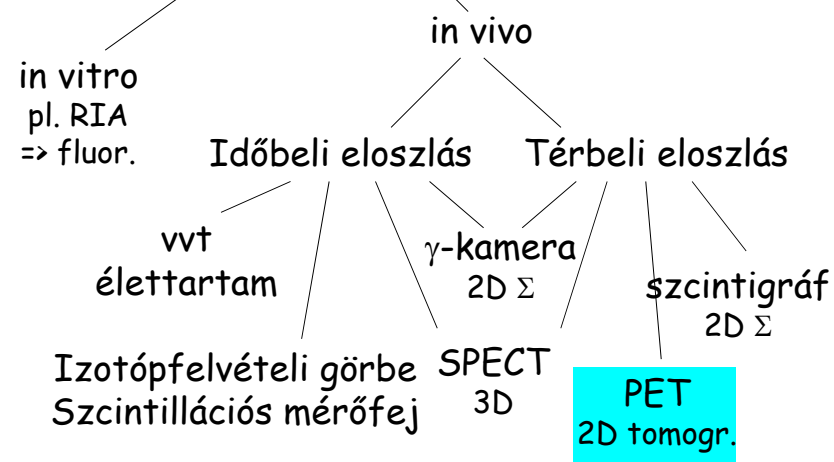 in vivo
in vitro
pl. RIA
=> fluor.
Időbeli eloszlás
Térbeli eloszlás
vvt
élettartam
γ-kamera
2D Σ
szcintigráf
2D Σ
Izotópfelvételi görbe
Szcintillációs mérőfej
SPECT
3D
PET
2D tomogr.